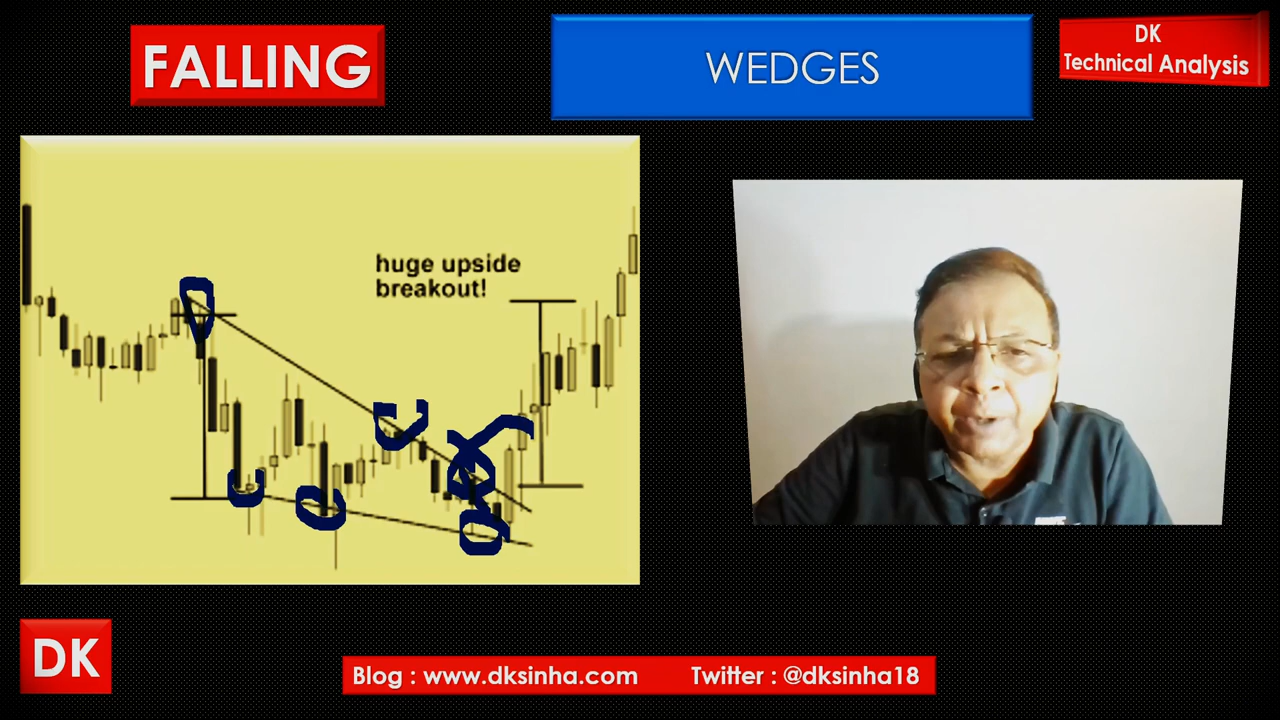 FALLING
WEDGES
DK
Technical Analysis
huge upside
breakout!
DK
Blog : www.dksinha.com Twitter : @dksinha18